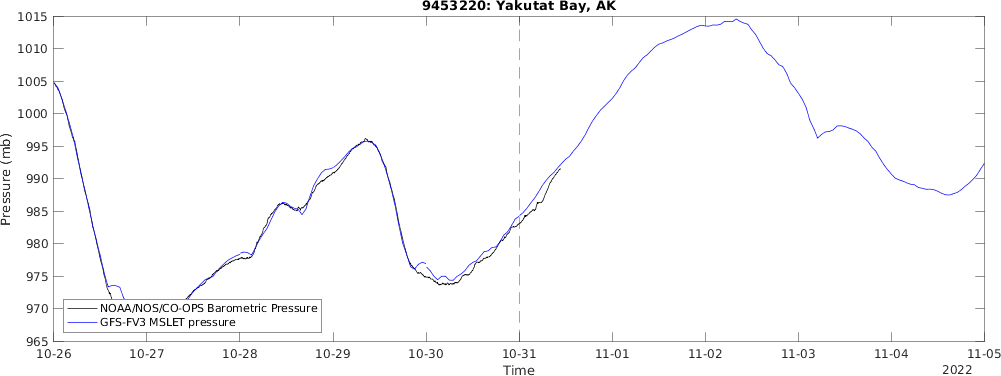 9453220: Yakutat Bay, AK
Pressure (mb)
1015
1010
1005
1000
995
990
985
980
975
970
965
NOAA/NOS/CO-OPS Barometric Pressure
GFS-FV3 MSLET pressure
10-26 10-27 10-28 10-29 10-30 10-31 11-01 11-02 11-03 11-04 11-05
Time
2022